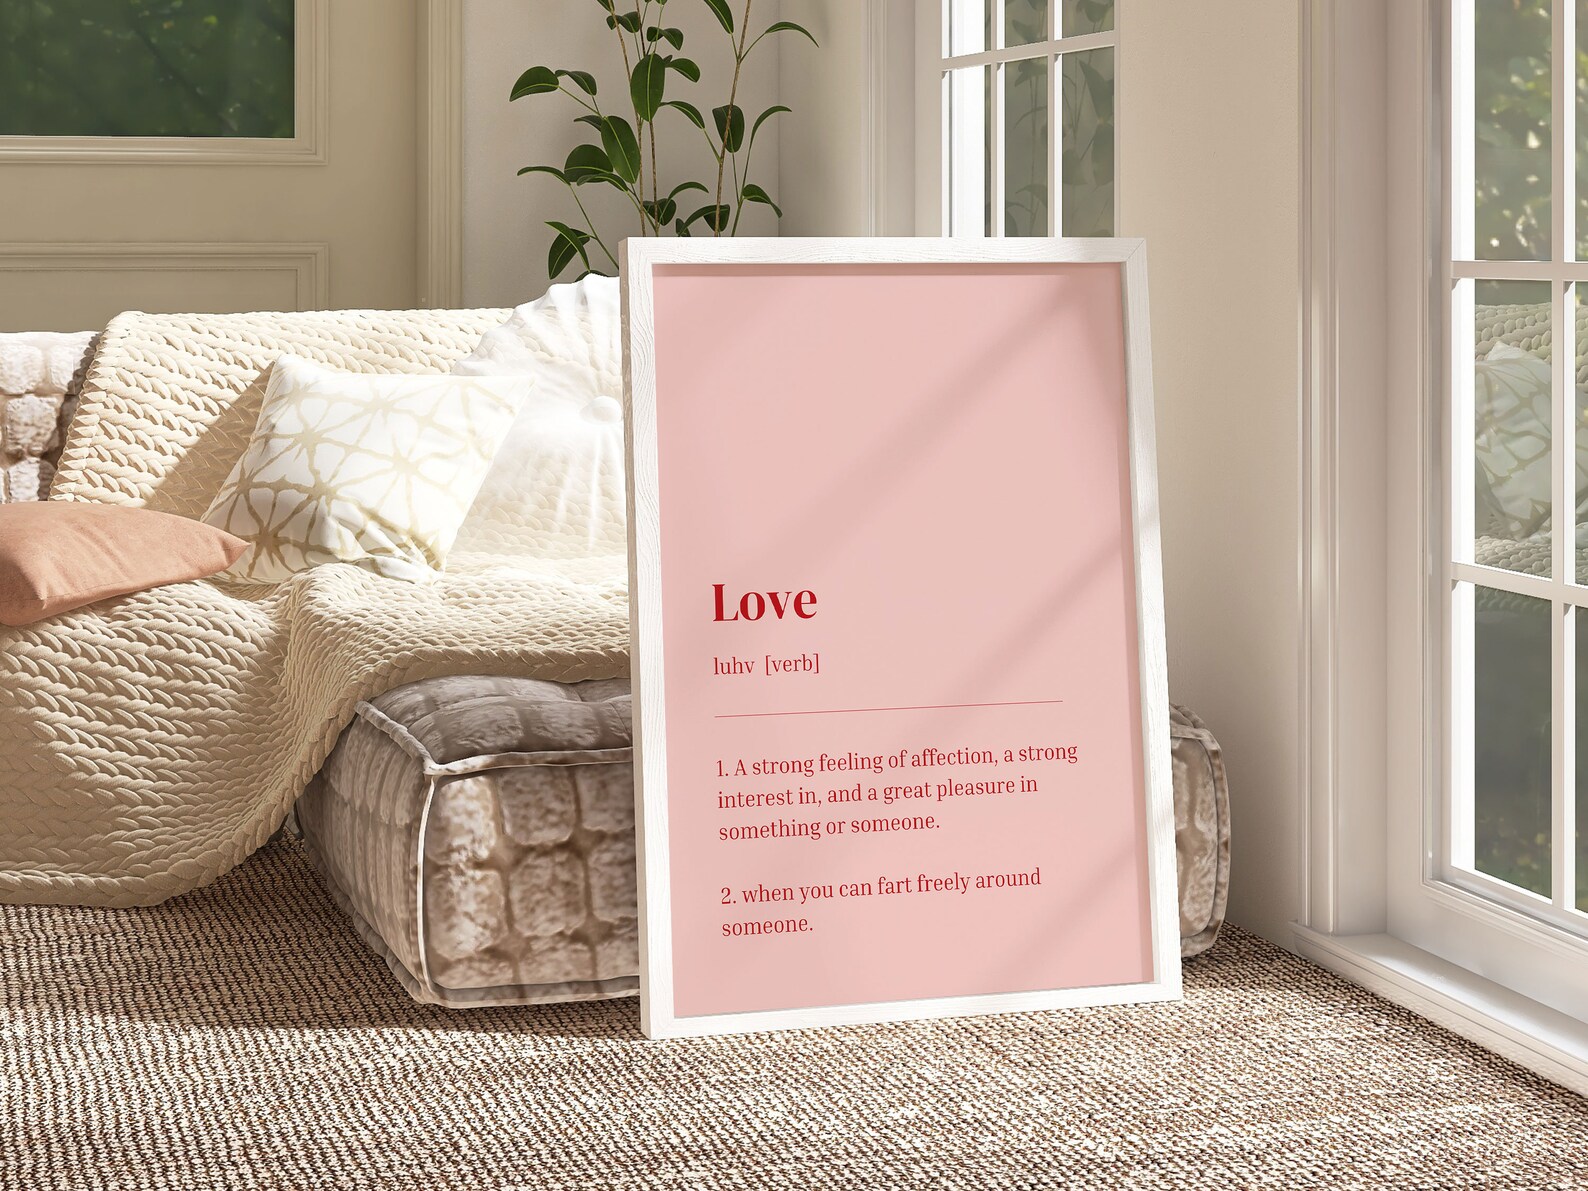 Love
luhv [verb]
1. A strong feeling of affection, a strong
interest in, and a great pleasure in
something or someone.
2. when you can fart freely around
someone.